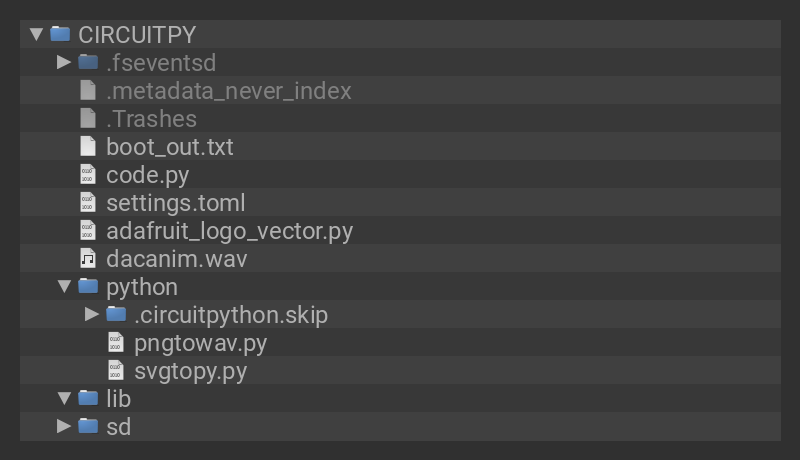 CIRCUITPY
.fseventsd
.metadata_never_index
.Trashes
boot_out.txt
code.py
settings.toml
adafruit_logo_vector.py
dacanim.wav
python
.circuitpython.skip
pngtowav.py
svgtopy.py
lib
sd